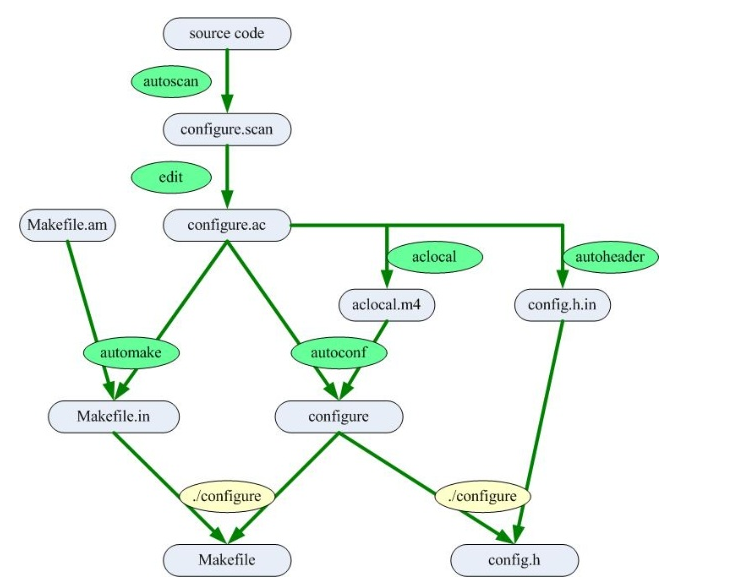 source code
autoscan
configure.scan
edit
Makefile.am
configure.ac
aclocal
autoheader
aclocal.m4
config.h.in
automake
autoconf
Makefile.in
configure
./configure
./configure
Makefile
config.h